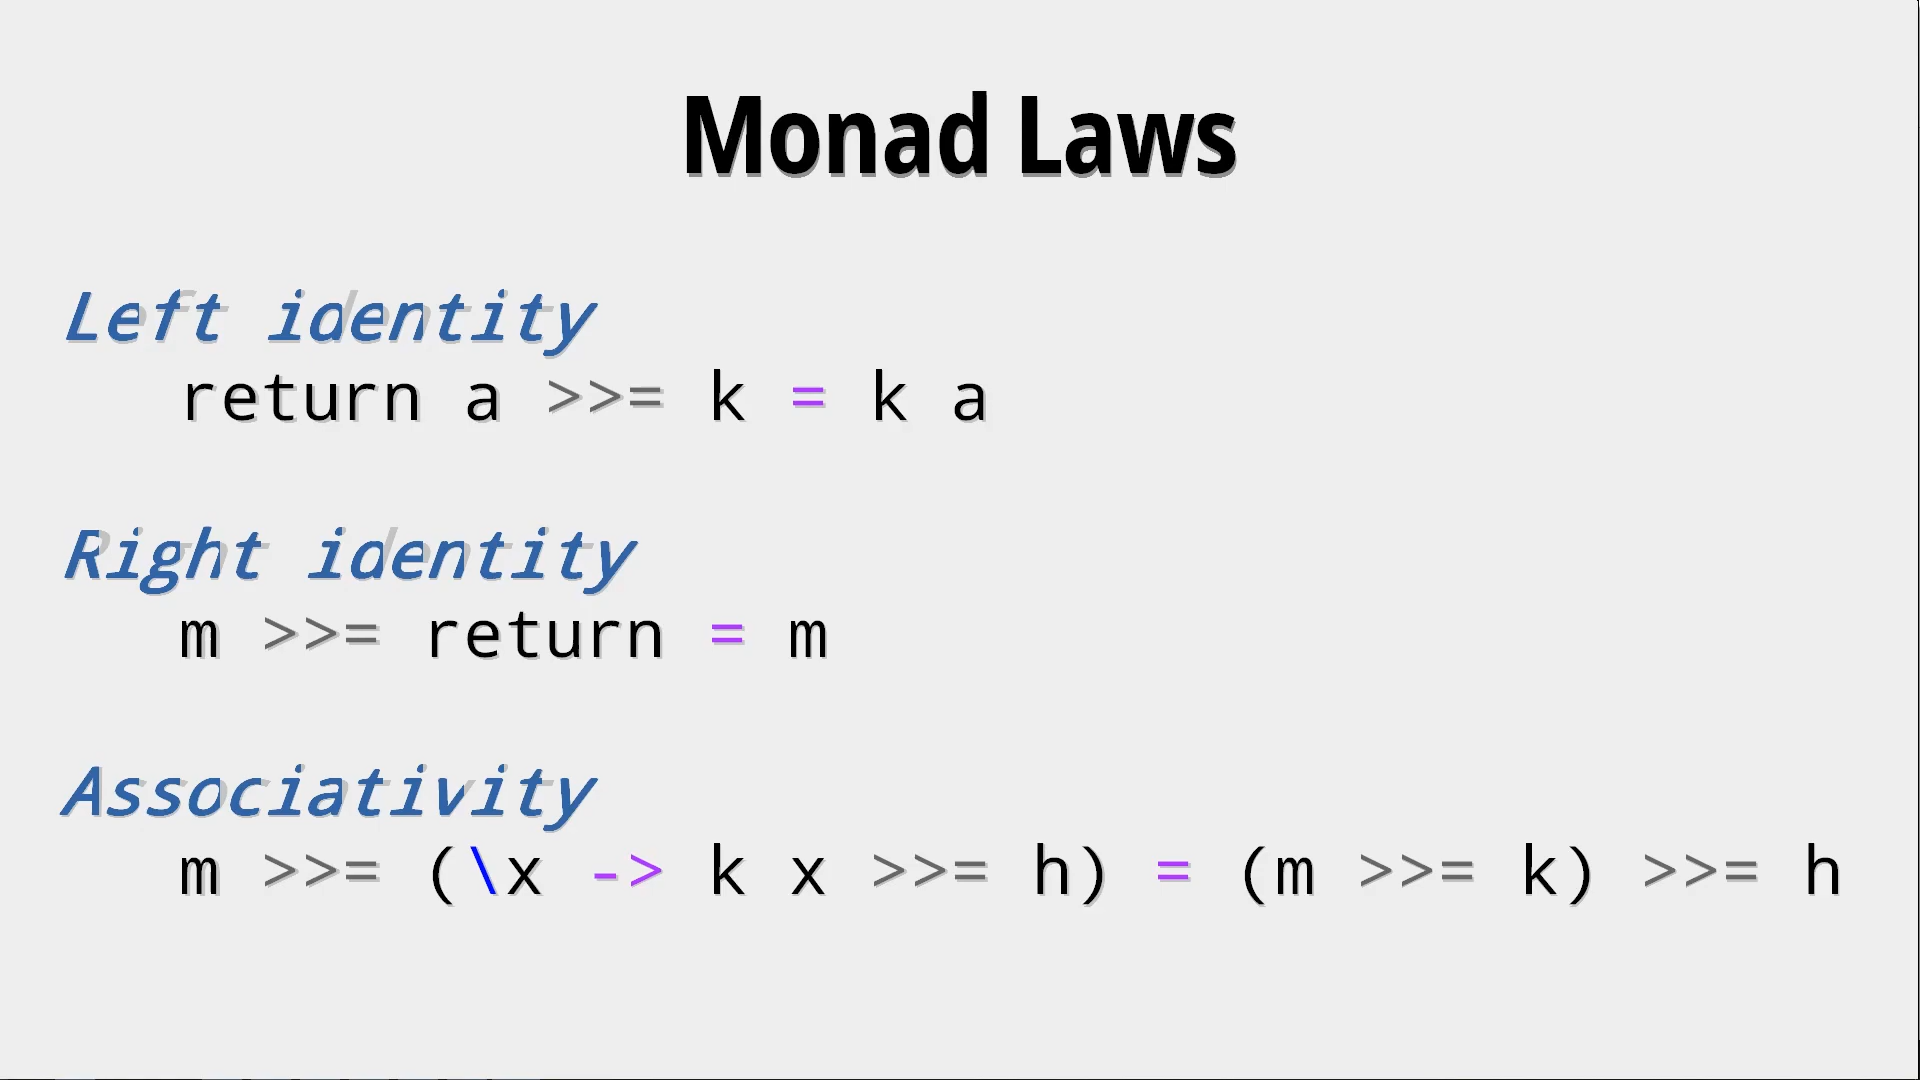 Monad Laws
Left identity
return a >>= k = k a
Right identity
m >>= return = m
Associativity
m >>= (\x -> k x >>= h) = (m >>= k) >>= h